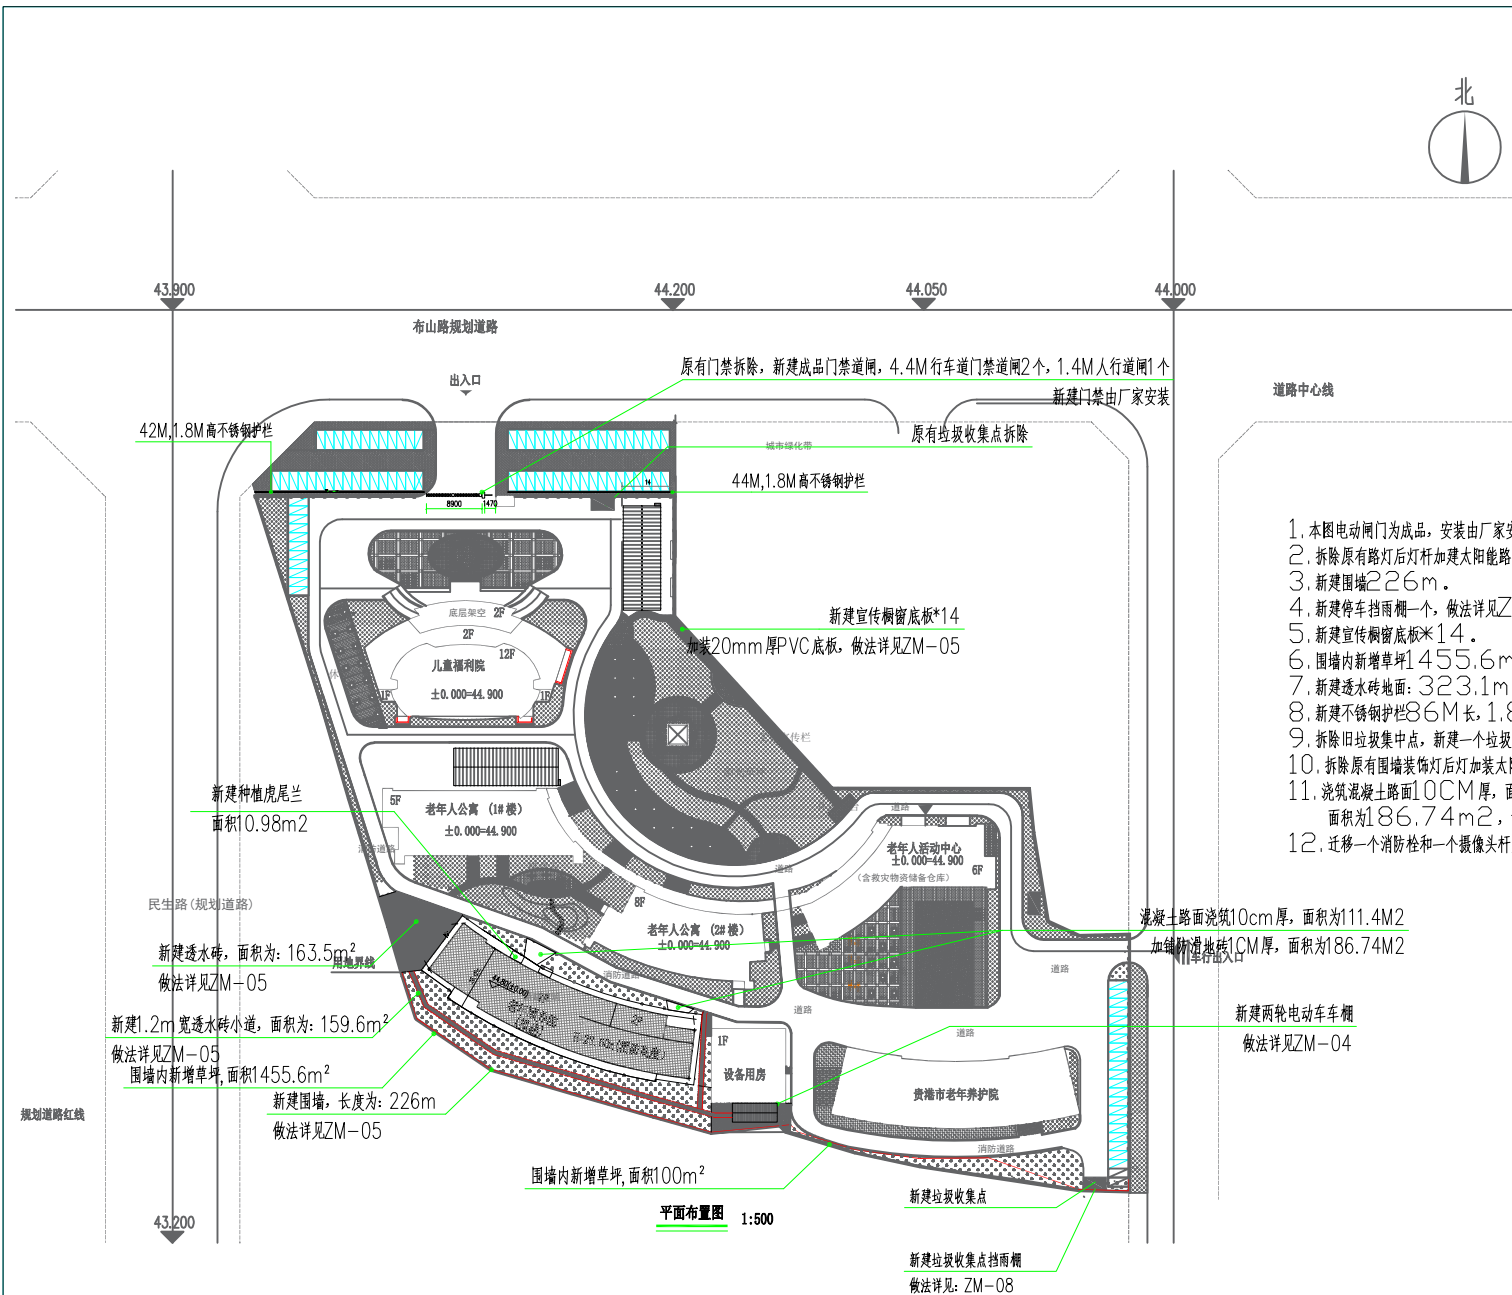 北
43.900
44.200
44.050
44.000
布山路规划道路
出入口
原有门禁拆除，新建成品门禁道闸，4.4M行车道门禁道闸2个，1.4M人行道闸1个
新建门禁由厂家安装
道路中心线
42M,1.8M高不锈钢护栏
原有垃圾收集点拆除
城市绿化带
44M,1.8M高不锈钢护栏
14
8900
1470
1. 本图电动闸门为成品，安装由厂家安
2. 拆除原有路灯后灯杆加建太阳能路
3. 新建围墙226m。
4. 新建停车挡雨棚一个，做法详见Z
5. 新建宣传橱窗底板*14。
6. 围墙内新增草坪1455.6m
7. 新建透水砖地面：323.1m
8. 新建不锈钢护栏86M长，1.8
9. 拆除旧垃圾集中点，新建一个垃圾
10. 拆除原有围墙装饰灯后灯加装太
11. 浇筑混凝土路面10CM厚，面
面积为186.74m2，
12. 迁移一个消防栓和一个摄像头杆
底层架空
2F
2F
12F
儿童福利院
±0.000=44.900
1F
1F
新建宣传橱窗底板*14
加装20mm厚PVC底板，做法详见ZM-05
新建种植虎尾兰
面积10.98m2
5F
老年人公寓 (1#楼)
±0.000=44.900
道路
老年人活动中心
±0.000=44.900
(含救灾物资储备仓库)
6F
道路
民生路(规划道路)
8F
老年人公寓 (2#楼)
±0.000=44.900
混凝土路面浇筑10cm厚，面积为111.4M2
加铺防滑地砖1CM厚，面积为186.74M2
车行出入口
新建透水砖，面积为：163.5m²
做法详见ZM-05
用地界线
消防道路
道路
道路
道路
新建1.2m宽透水砖小道，面积为：159.6m²
做法详见ZM-05
围墙内新增草坪,面积1455.6m²
新建围墙，长度为：226m
做法详见ZM-05
2F
1F
设备用房
新建两轮电动车车棚
做法详见ZM-04
贵港市老年养护院
规划道路红线
消防道路
围墙内新增草坪,面积100m²
新建垃圾收集点
平面布置图 1:500
43.200
新建垃圾收集点挡雨棚
做法详见：ZM-08